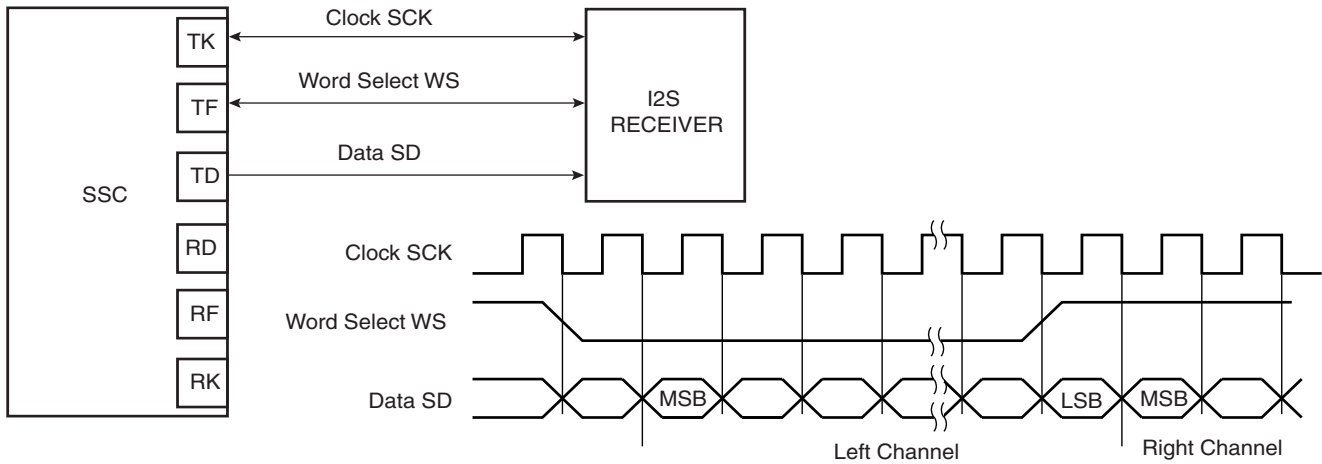 Clock SCK
TK
Word Select WS
TF
I2S
RECEIVER
Data SD
TD
SSC
RD
RF
RK
Clock SCK
Word Select WS
Data SD
MSB
LSB
MSB
Left Channel
Right Channel